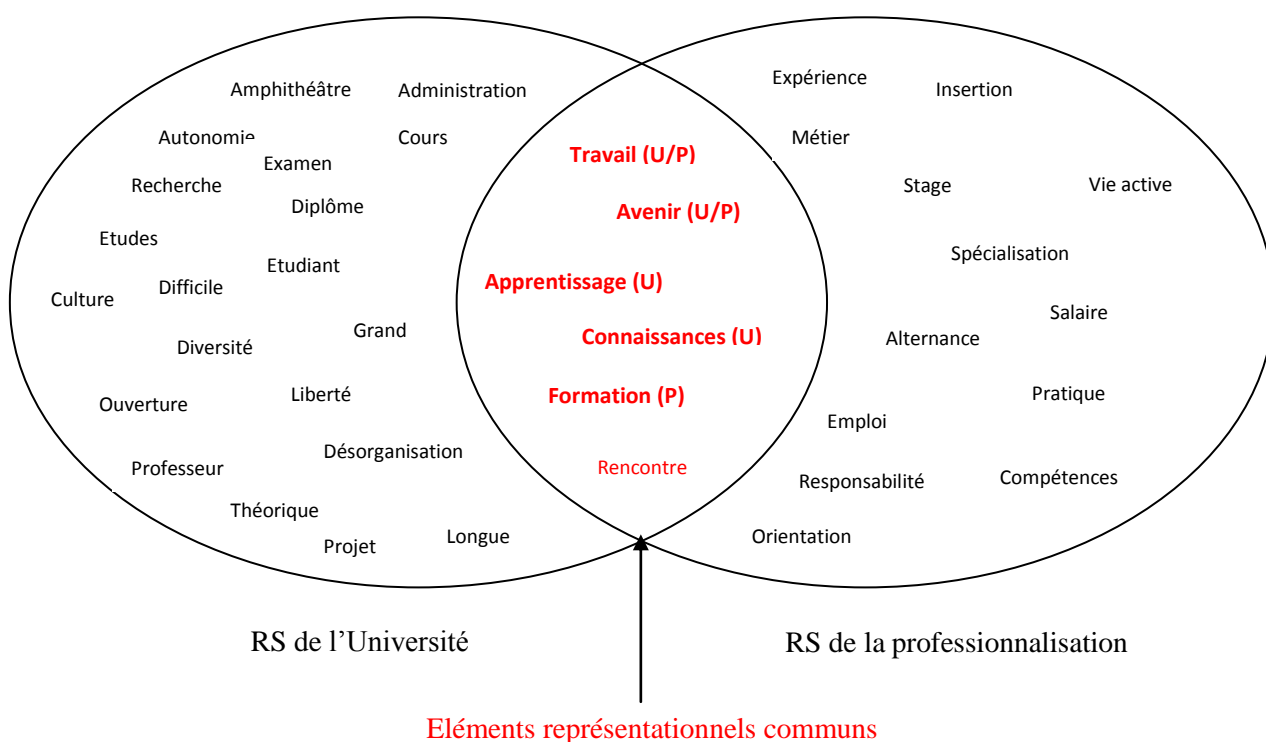 Amphithéâtre
Administration
Autonomie
Cours
Examen
Recherche
Diplôme
Etudes
Etudiant
Culture
Difficile
Grand
Diversité
Liberté
Ouverture
Désorganisation
Professeur
Théorique
Projet
Longue
Travail (U/P)
Avenir (U/P)
Apprentissage (U)
Connaissances (U)
Formation (P)
Rencontre
Expérience
Insertion
Métier
Stage
Vie active
Spécialisation
Salaire
Alternance
Pratique
Emploi
Responsabilité
Compétences
Orientation
RS de l’Université
RS de la professionnalisation
Eléments représentationnels communs